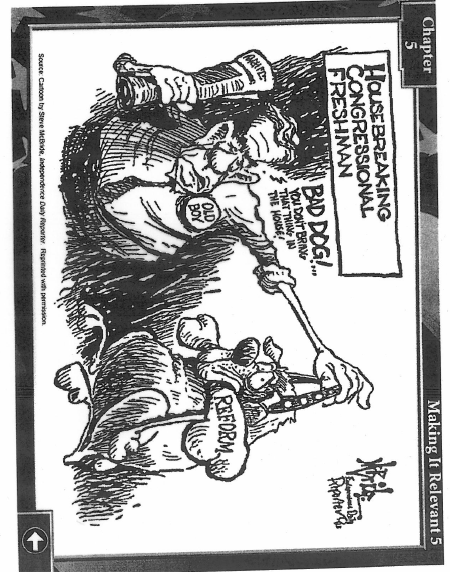 Chapter
5
Making It Relevant 5
HOUSEBREAKING
CONGRESSIONAL
FRESHMAN
BAD DOG!...
YOU DON'T BRING
THAT THING IN
THE HOUSE!
OLD
BOY
REFORM
Source: Cartoon by Steve McBride, Independence Daily Reporter. Reprinted with permission.